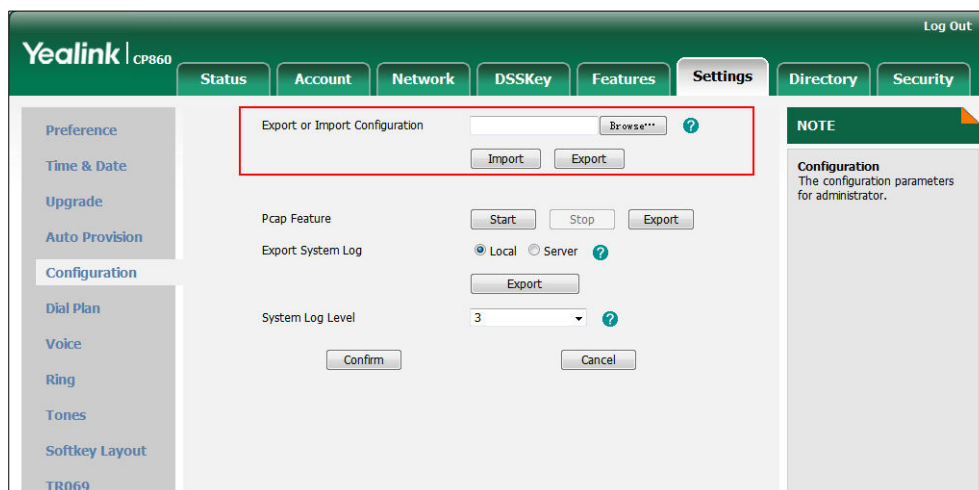 Log Out
Yealink CP860
Status Account Network DSSKey Features Settings Directory Security
Preference
Time & Date
Upgrade
Auto Provision
Configuration
Dial Plan
Voice
Ring
Tones
Softkey Layout
TR069
Export or Import Configuration Browse... ?
Import Export
Pcap Feature Start Stop Export
Export System Log Local Server ?
Export
System Log Level 3 ?
Confirm Cancel
NOTE
Configuration
The configuration parameters
for administrator.